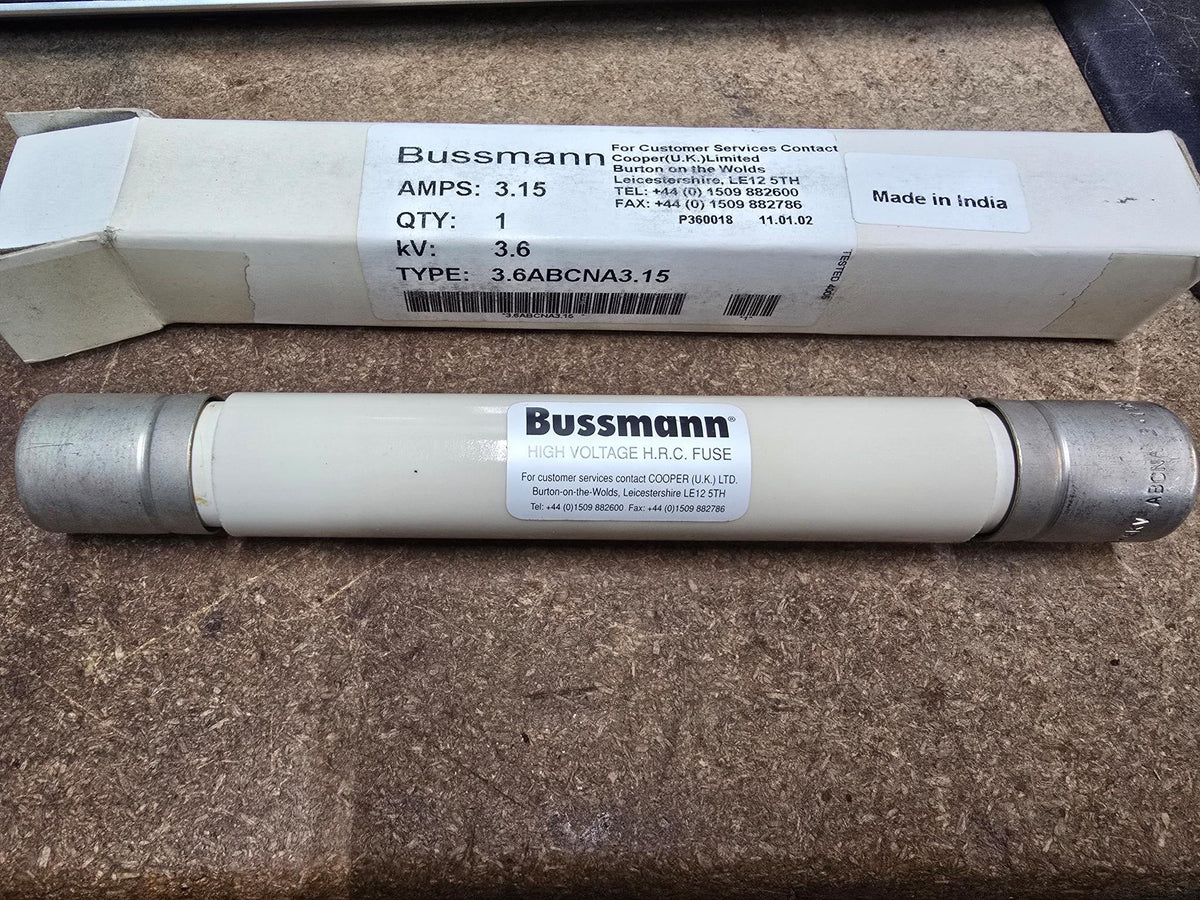 Bussmann
For Customer Services Contact
Cooper(U.K.)Limited
Burton on the Wolds
Leicestershire, LE12 5TH
TEL: +44 (0) 1509 882600
FAX: +44 (0) 1509 882786
P360018 11.01.02
AMPS: 3.15
QTY: 1
kV: 3.6
TYPE: 3.6ABCNA3.15
*3.6ABCNA3.15*
TESTED
Made in India
Bussmann®
HIGH VOLTAGE H.R.C. FUSE
For customer services contact COOPER (U.K.) LTD.
Burton-on-the-Wolds, Leicestershire LE12 5TH
Tel: +44 (0)1509 882600 Fax: +44 (0)1509 882786
kV ABCNA